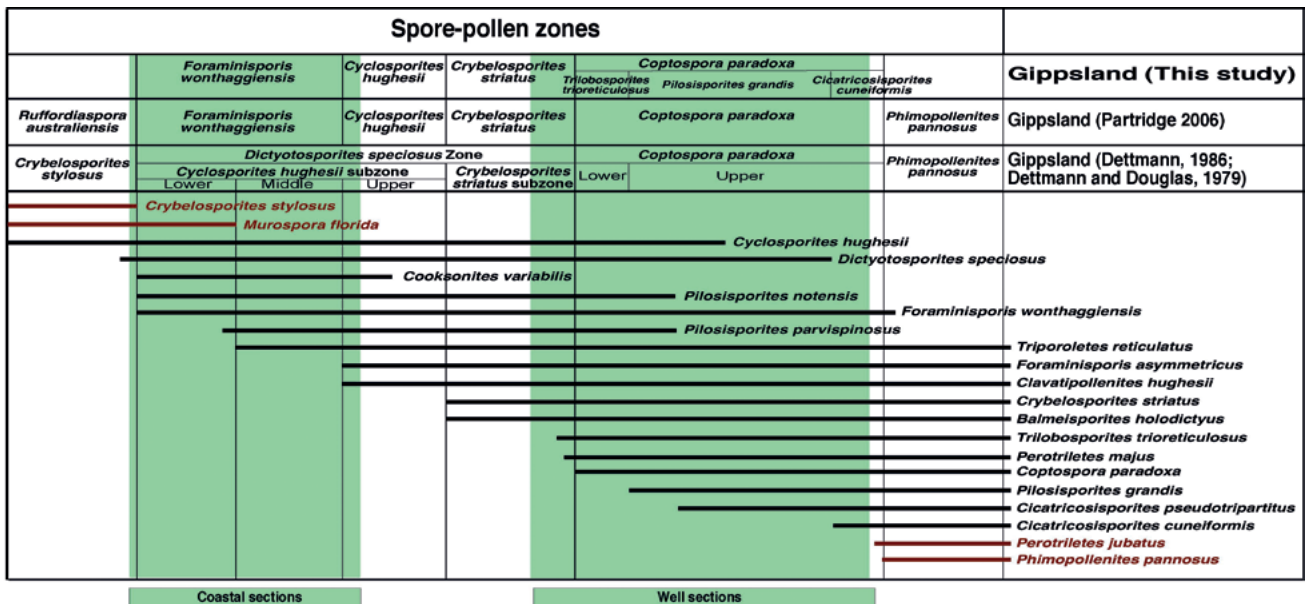 Spore-pollen zones
Foraminisporis
wonthaggiensis
Cyclosporites
hughesii
Crybelosporites
striatus
Coptospora paradoxa
Trilobosporites
trioreticulosus
Pilosisporites grandis
Cicatricosisporites
cuneiformis
Gippsland (This study)
Ruffordiaspora
australiensis
Foraminisporis
wonthaggiensis
Cyclosporites
hughesii
Crybelosporites
striatus
Coptospora paradoxa
Phimopollenites
pannosus
Gippsland (Partridge 2006)
Crybelosporites
stylosus
Dictyotosporites speciosus Zone
Cyclosporites hughesii subzone
Lower Middle Upper
Crybelosporites
striatus subzone
Coptospora paradoxa
Lower Upper
Phimopollenites
pannosus
Gippsland (Dettmann, 1986;
Dettmann and Douglas, 1979)
Crybelosporites stylosus
Murospora florida
Cyclosporites hughesii
Dictyotosporites speciosus
Cooksonites variabilis
Pilosisporites notensis
Foraminisporis wonthaggiensis
Pilosisporites parvispinosus
Triporoletes reticulatus
Foraminisporis asymmetricus
Clavatipollenites hughesii
Crybelosporites striatus
Balmeisporites holodictyus
Trilobosporites trioreticulosus
Perotriletes majus
Coptospora paradoxa
Pilosisporites grandis
Cicatricosisporites pseudotripartitus
Cicatricosisporites cuneiformis
Perotriletes jubatus
Phimopollenites pannosus
Coastal sections
Well sections